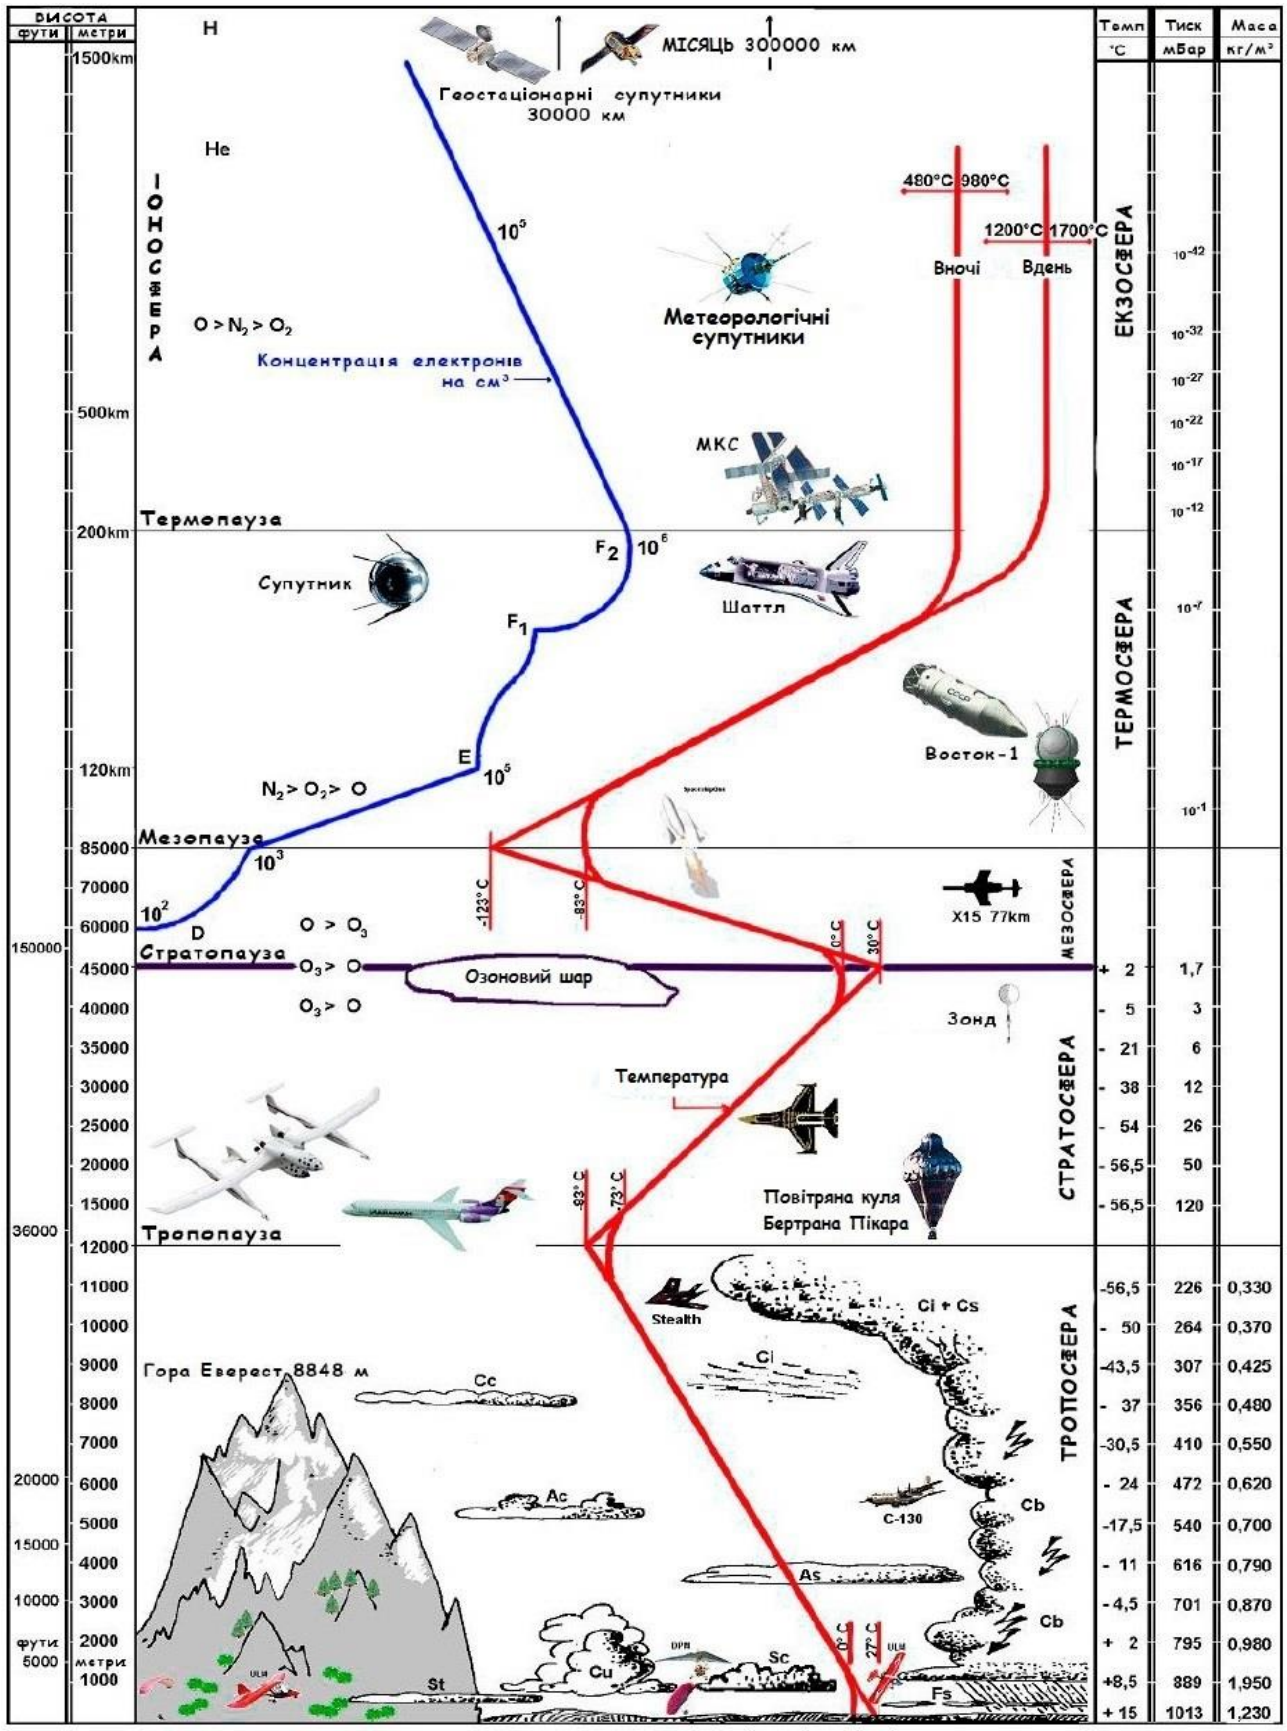 ВИСОТА
фути метри
Темп Тиск Маса
°C мБар кг/м³
H
МІСЯЦЬ 300000 км
1500km
Геостаціонарні супутники
30000 км
He
ІОНОСФЕРА
480°C 980°C
1200°C 1700°C
10⁵
Вночі Вдень
ЕКЗОСФЕРА
10-42
Метеорологічні
супутники
O > N₂ > O₂
10-32
Концентрація електронів
на см³
10-27
500km
10-22
МКС
10-17
10-12
Термопауза
200km
F₂ 10⁶
Супутник
Шаттл
10-7
F₁
ТЕРМОСФЕРА
СССР
Восток-1
E
120km
10⁵
N₂ > O₂ > O
SpaceshipOne
10-1
Мезопауза
85000
10³
70000
-123° C
-83° C
МЕЗОСФЕРА
X15 77km
10²
60000
D
O > O₃
0° C
30° C
150000
Стратопауза
45000 O₃ > O Озоновий шар + 2 1,7
40000 O₃ > O Зонд - 5 3
35000 - 21 6
СТРАТОСФЕРА
Температура
30000 - 38 12
25000 - 54 26
20000 - 56,5 50
-83° C
-73° C
15000 - 56,5 120
Повітряна куля
Бертрана Пікара
36000
Тропопауза
12000
11000 -56,5 226 0,330
Ci + Cs
Stealth
10000 - 50 264 0,370
ТРОПОСФЕРА
Ci
9000 -43,5 307 0,425
Гора Еверест 8848 м
Cc
8000 - 37 356 0,480
7000 -30,5 410 0,550
20000 6000 - 24 472 0,620
Ac
Cb
C-130
5000 -17,5 540 0,700
15000
4000 - 11 616 0,790
As
10000 3000 -4,5 701 0,870
Cb
0° C
27° C
фути 2000 + 2 795 0,980
5000 метри
DPM
ULM
Sc
ULM
Cu
1000 +8,5 889 1,950
St
Fs
+ 15 1013 1,230